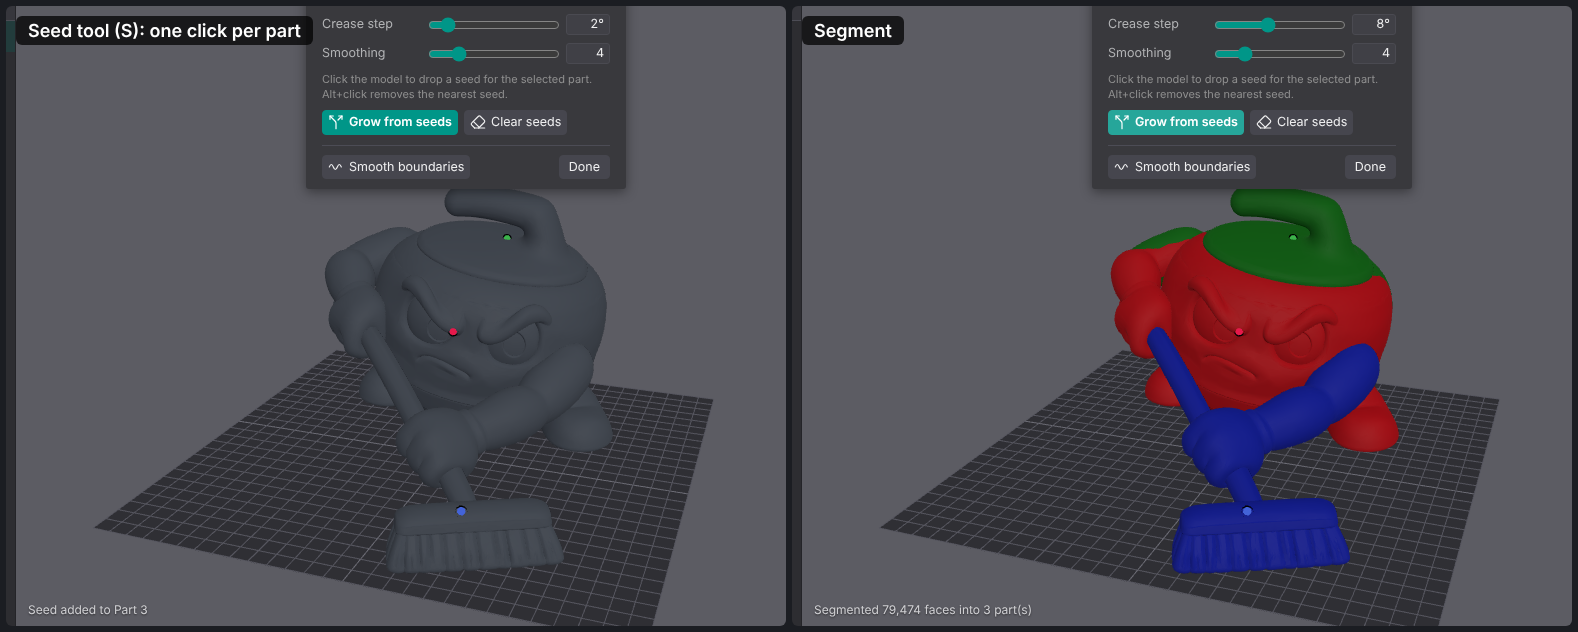 Seed tool (S): one click per part
Crease step 2°
Smoothing 4
Click the model to drop a seed for the selected part.
Alt+click removes the nearest seed.
Grow from seeds Clear seeds
Smooth boundaries Done
Seed added to Part 3
Segment
Crease step 8°
Smoothing 4
Click the model to drop a seed for the selected part.
Alt+click removes the nearest seed.
Grow from seeds Clear seeds
Smooth boundaries Done
Segmented 79,474 faces into 3 part(s)